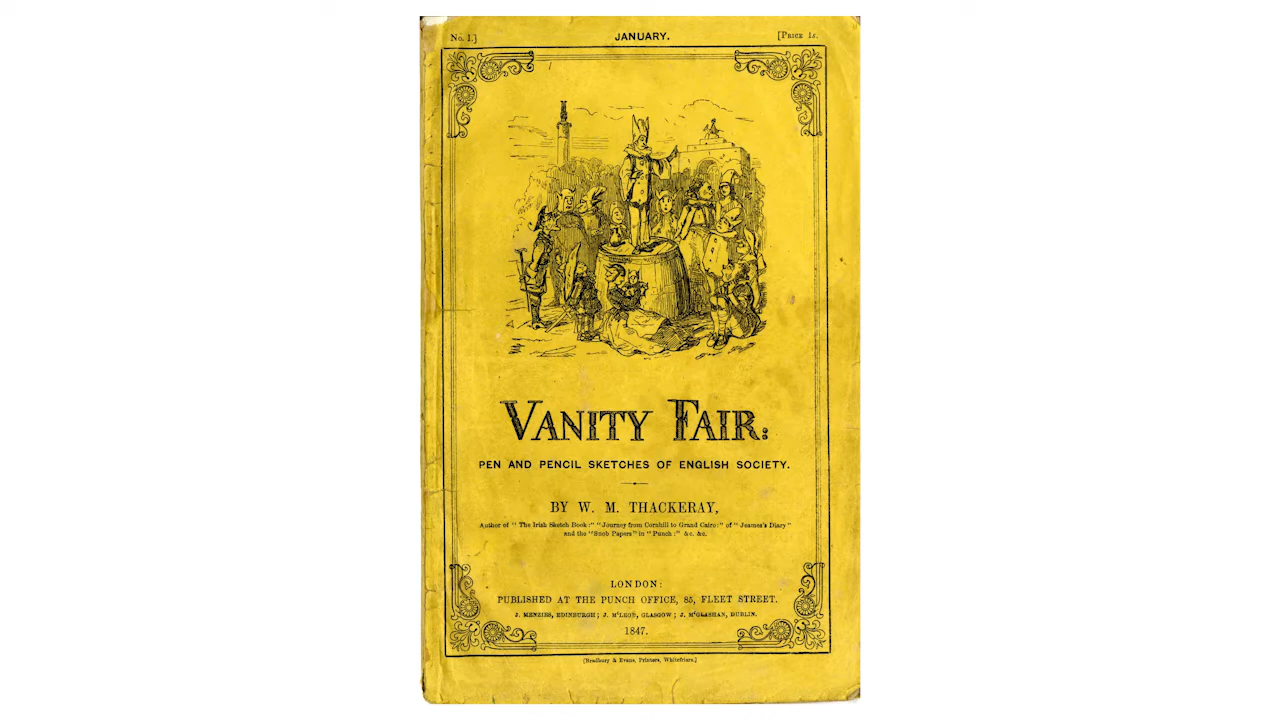 No. 1.]
JANUARY.
[PRICE 1s.
VANITY FAIR:
PEN AND PENCIL SKETCHES OF ENGLISH SOCIETY.
BY W. M. THACKERAY,
Author of "The Irish Sketch Book:" "Journey from Cornhill to Grand Cairo:" of "Jeames's Diary"
and the "Snob Papers" in "Punch:" &c. &c.
LONDON:
PUBLISHED AT THE PUNCH OFFICE, 85, FLEET STREET.
J. MENZIES, EDINBURGH; J. M'LEOD, GLASGOW; J. M'GLASHAN, DUBLIN.
1847.
[Bradbury & Evans, Printers, Whitefriars.]